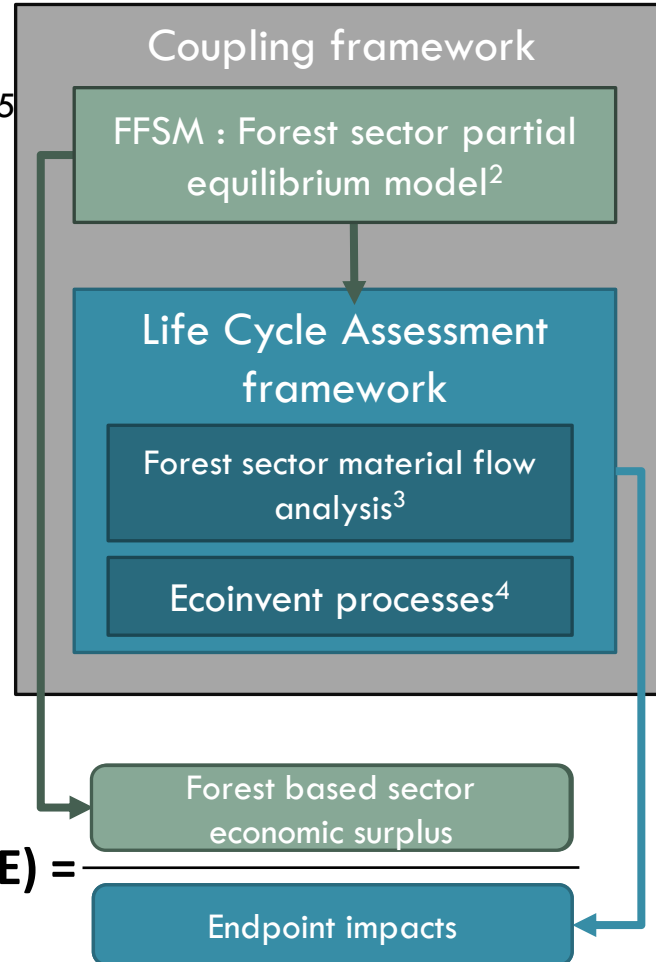 Coupling framework
5
FFSM : Forest sector partial
equilibrium model²
Life Cycle Assessment
framework
Forest sector material flow
analysis³
Ecoinvent processes⁴
Forest based sector
economic surplus
E) =
Endpoint impacts